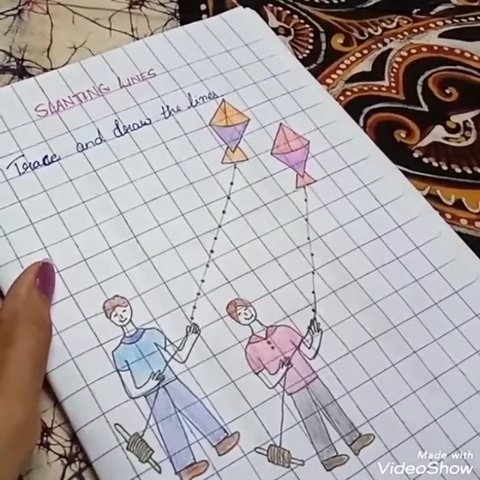 SLANTING LINES
Trace and draw the lines.
Made with
VideoShow